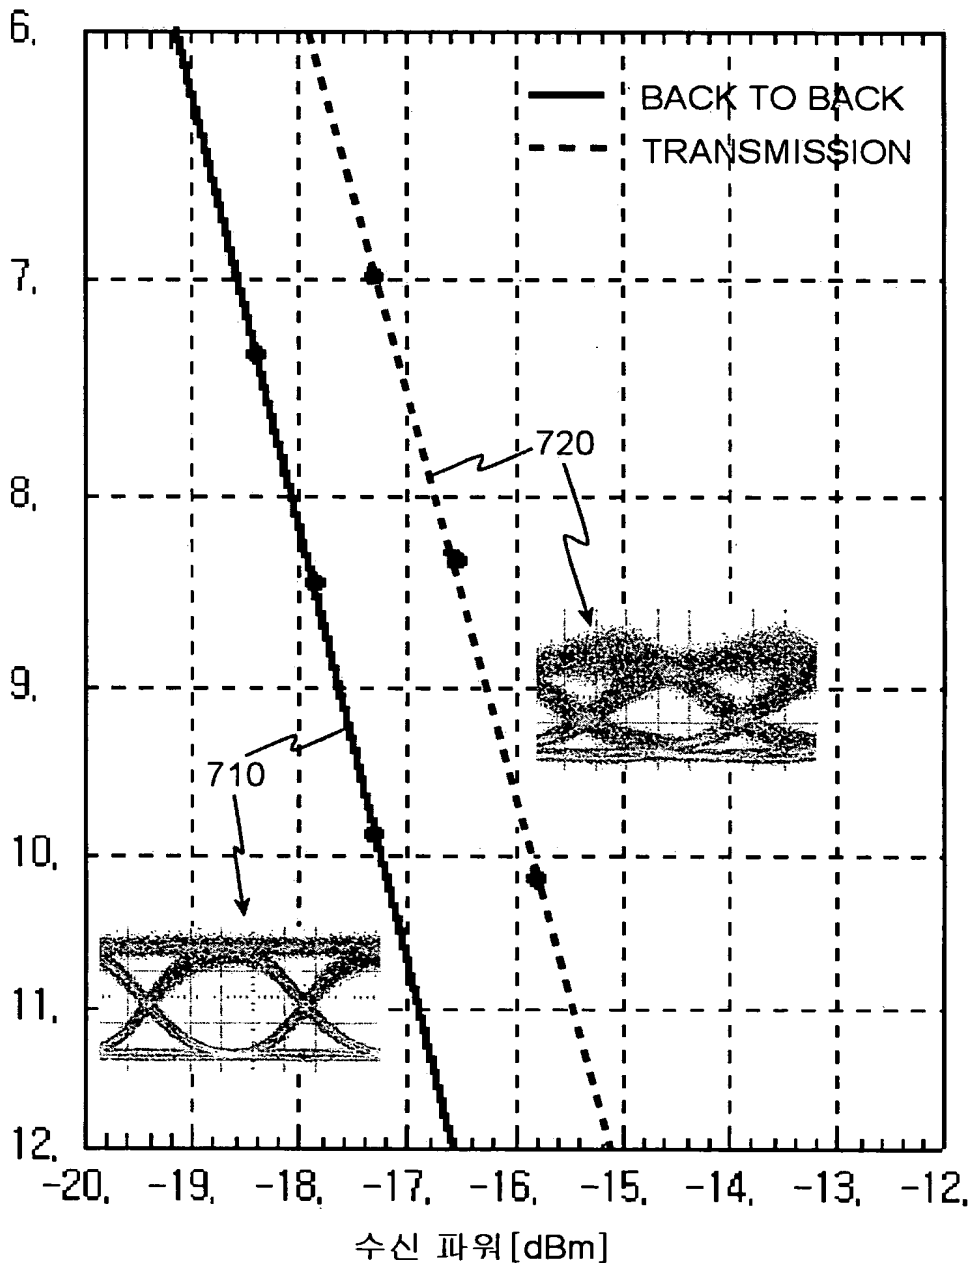 6.
BACK TO BACK
TRANSMISSION
7.
720
8.
9.
710
10.
11.
12.
-20. -19. -18. -17. -16. -15. -14. -13. -12.
수신 파워[dBm]